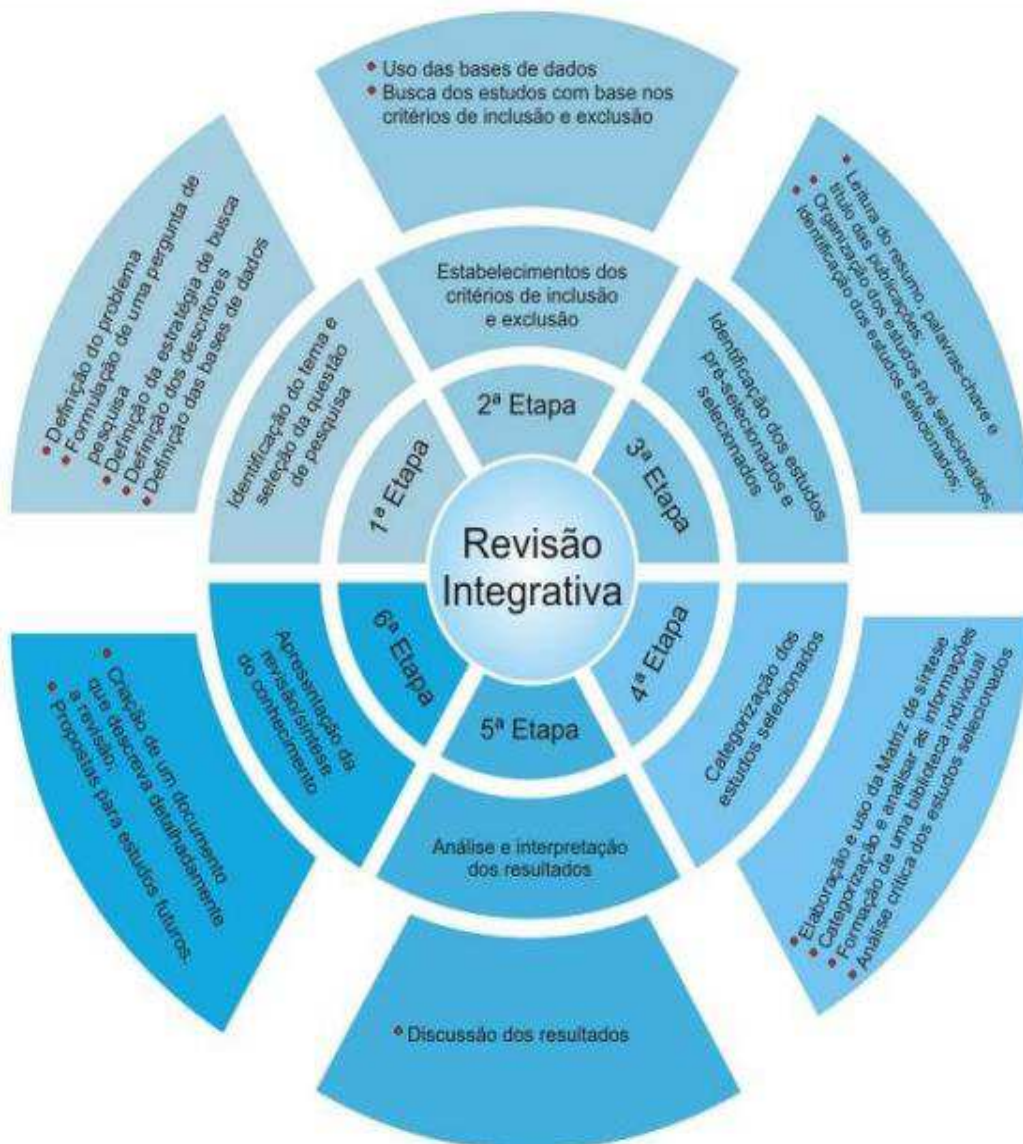 Revisão
Integrativa
1ª Etapa
Identificação do tema e
seleção da questão
de pesquisa
• Definição do problema
• Formulação de uma pergunta de
pesquisa
• Definição da estratégia de busca
• Definição dos descritores
• Definição das bases de dados
2ª Etapa
Estabelecimentos dos
critérios de inclusão
e exclusão
• Uso das bases de dados
• Busca dos estudos com base nos
critérios de inclusão e exclusão
3ª Etapa
Identificação dos estudos
pré-selecionados e
selecionados
• Leitura do resumo, palavras-chave e
título das publicações;
• Organização dos estudos pré selecionados;
• identificação dos estudos selecionados;
4ª Etapa
Categorização dos
estudos selecionados
• Elaboração e uso da Matriz de síntese
• Categorização e analisar as informações
• Formação de uma biblioteca individual
• Análise crítica dos estudos selecionados
5ª Etapa
Análise e interpretação
dos resultados
• Discussão dos resultados
6ª Etapa
Apresentação da
revisão/síntese
do conhecimento
• Criação de um documento
que descreva detalhadamente
a revisão;
• Propostas para estudos futuros;